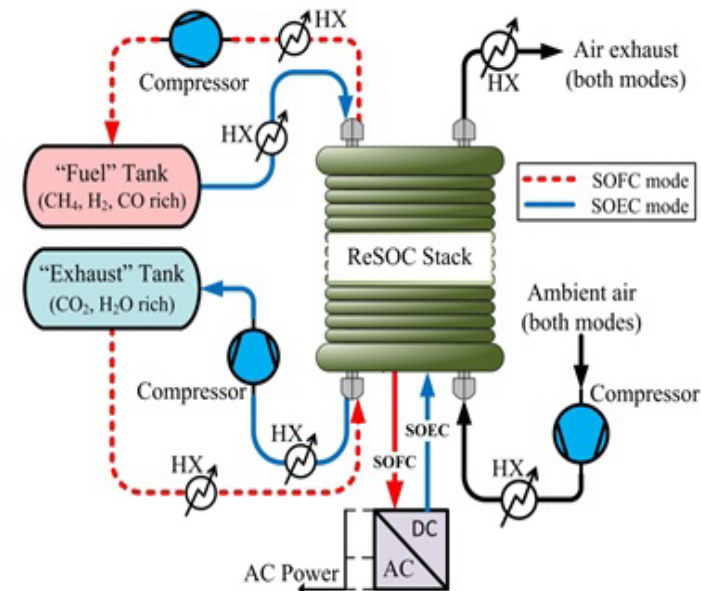 HX
Compressor
HX
Air exhaust
(both modes)
HX
"Fuel" Tank
(CH₄, H₂, CO rich)
SOFC mode
SOEC mode
ReSOC Stack
"Exhaust" Tank
(CO₂, H₂O rich)
Ambient air
(both modes)
Compressor
Compressor
HX
HX
HX
SOFC
SOEC
DC
AC
AC Power